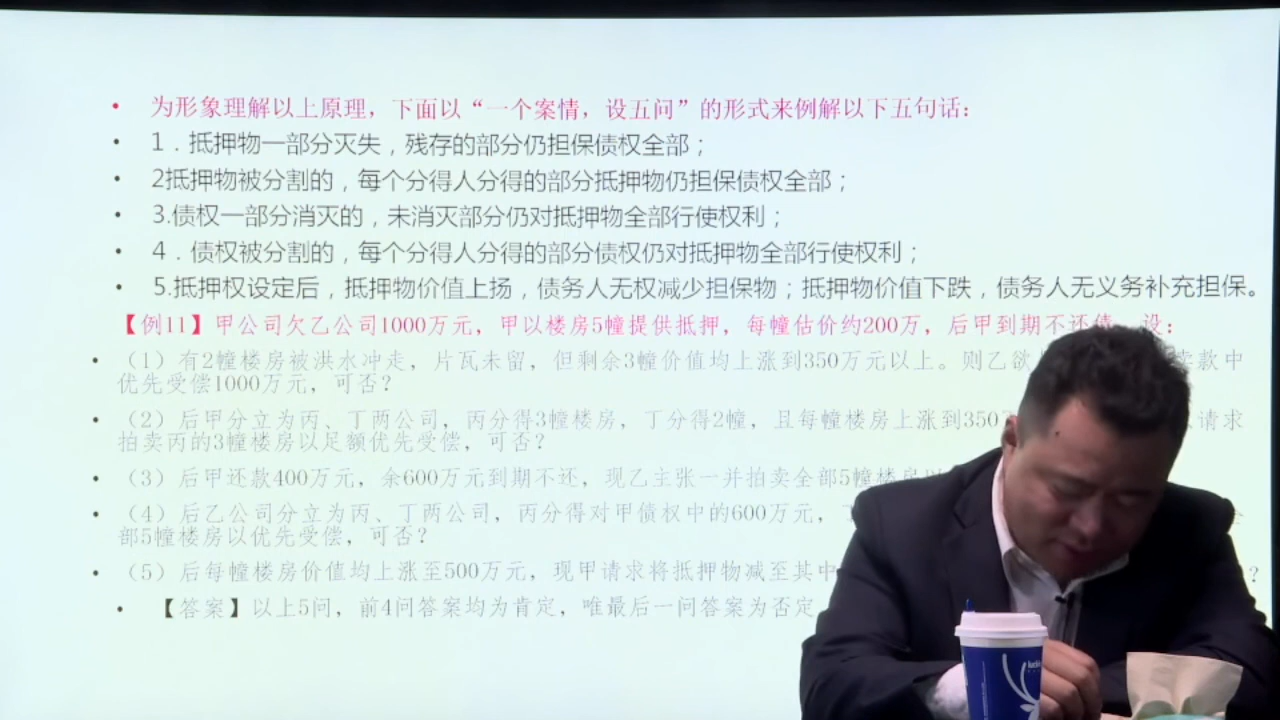 • 为形象理解以上原理，下面以“一个案情，设五问”的形式来例解以下五句话：
• 1．抵押物一部分灭失，残存的部分仍担保债权全部；
• 2抵押物被分割的，每个分得人分得的部分抵押物仍担保债权全部；
• 3.债权一部分消灭的，未消灭部分仍对抵押物全部行使权利；
• 4．债权被分割的，每个分得人分得的部分债权仍对抵押物全部行使权利；
• 5.抵押权设定后，抵押物价值上扬，债务人无权减少担保物；抵押物价值下跌，债务人无义务补充担保。
【例11】甲公司欠乙公司1000万元，甲以楼房5幢提供抵押，每幢估价约200万，后甲到期不还债，设：
• （1）有2幢楼房被洪水冲走，片瓦未留，但剩余3幢价值均上涨到350万元以上。则乙欲 卖款中
优先受偿1000万元，可否？
• （2）后甲分立为丙、丁两公司，丙分得3幢楼房，丁分得2幢，且每幢楼房上涨到350 请求
拍卖丙的3幢楼房以足额优先受偿，可否？
• （3）后甲还款400万元，余600万元到期不还，现乙主张一并拍卖全部5幢楼房
• （4）后乙公司分立为丙、丁两公司，丙分得对甲债权中的600万元，
部5幢楼房以优先受偿，可否？
• （5）后每幢楼房价值均上涨至500万元，现甲请求将抵押物减至其中 ？
• 【答案】以上5问，前4问答案均为肯定，唯最后一问答案为否定